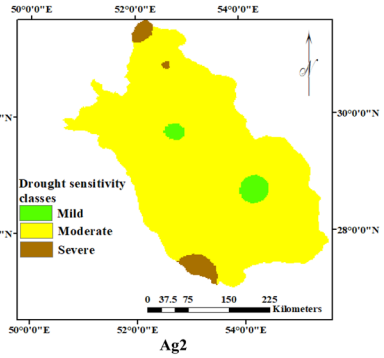 50°0'0"E 52°0'0"E 54°0'0"E
"N
30°0'0"N
Drought sensitivity
classes
Mild
Moderate
Severe
28°0'0"N
"N
0 37.5 75 150 225
Kilometers
50°0'0"E 52°0'0"E 54°0'0"E
Ag2